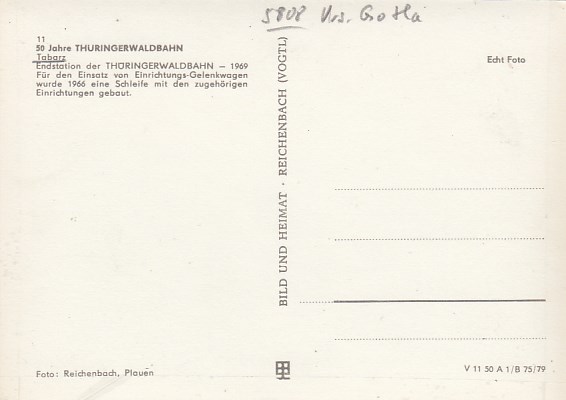 5808 Krs. Gotha
11
50 Jahre THÜRINGERWALDBAHN
Tabarz
Endstation der THÜRINGERWALDBAHN – 1969
Für den Einsatz von Einrichtungs-Gelenkwagen
wurde 1966 eine Schleife mit den zugehörigen
Einrichtungen gebaut.
Echt Foto
BILD UND HEIMAT · REICHENBACH (VOGTL)
Foto: Reichenbach, Plauen
V 11 50 A 1/B 75/79